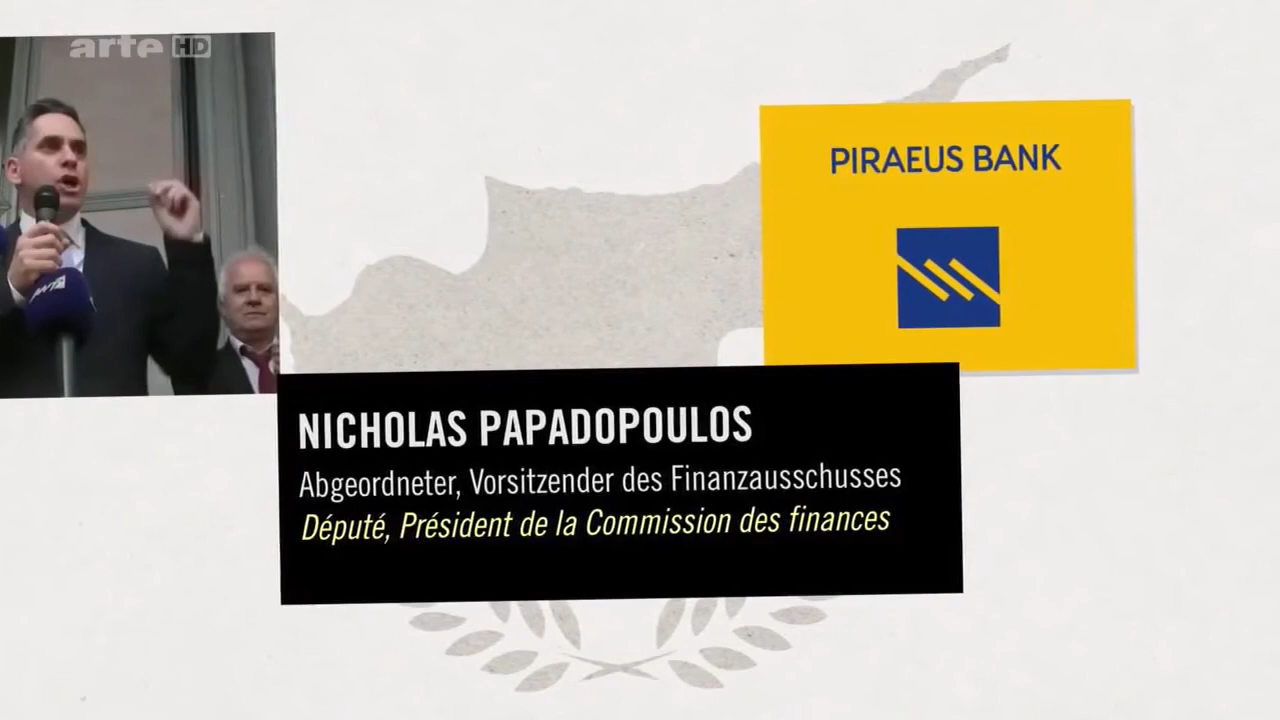 arte HD
PIRAEUS BANK
NICHOLAS PAPADOPOULOS
Abgeordneter, Vorsitzender des Finanzausschusses
Député, Président de la Commission des finances